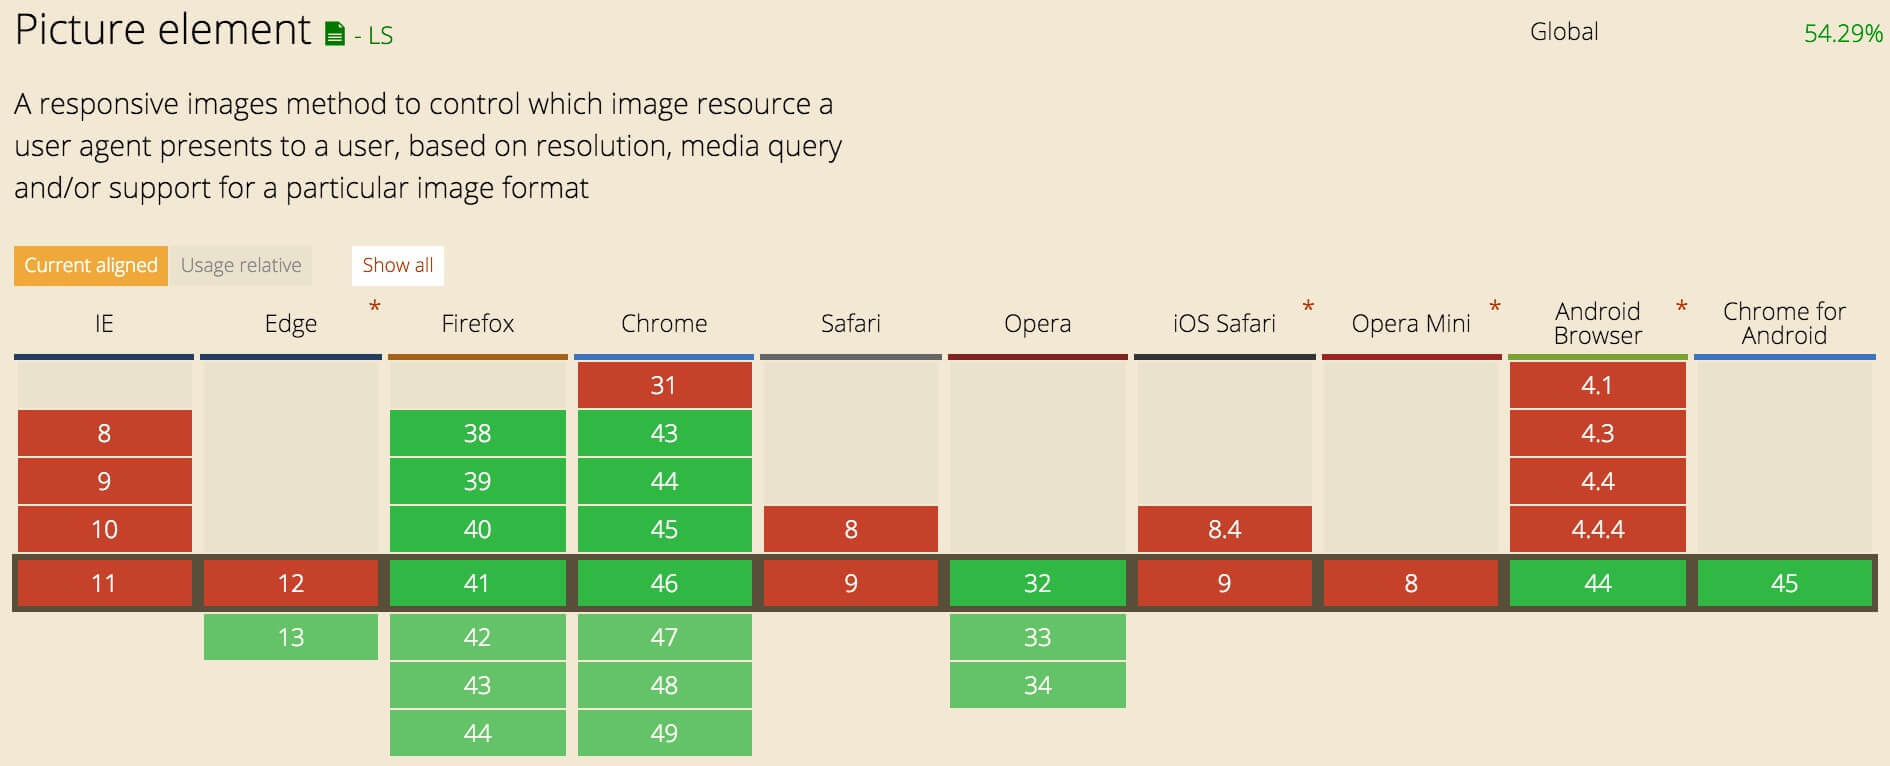 Picture element - LS
Global 54.29%
A responsive images method to control which image resource a
user agent presents to a user, based on resolution, media query
and/or support for a particular image format
Current aligned Usage relative Show all
IE Edge * Firefox Chrome Safari Opera iOS Safari * Opera Mini * Android Browser * Chrome for Android
31 4.1
8 38 43 4.3
9 39 44 4.4
10 40 45 8 8.4 4.4.4
11 12 41 46 9 32 9 8 44 45
13 42 47 33
43 48 34
44 49